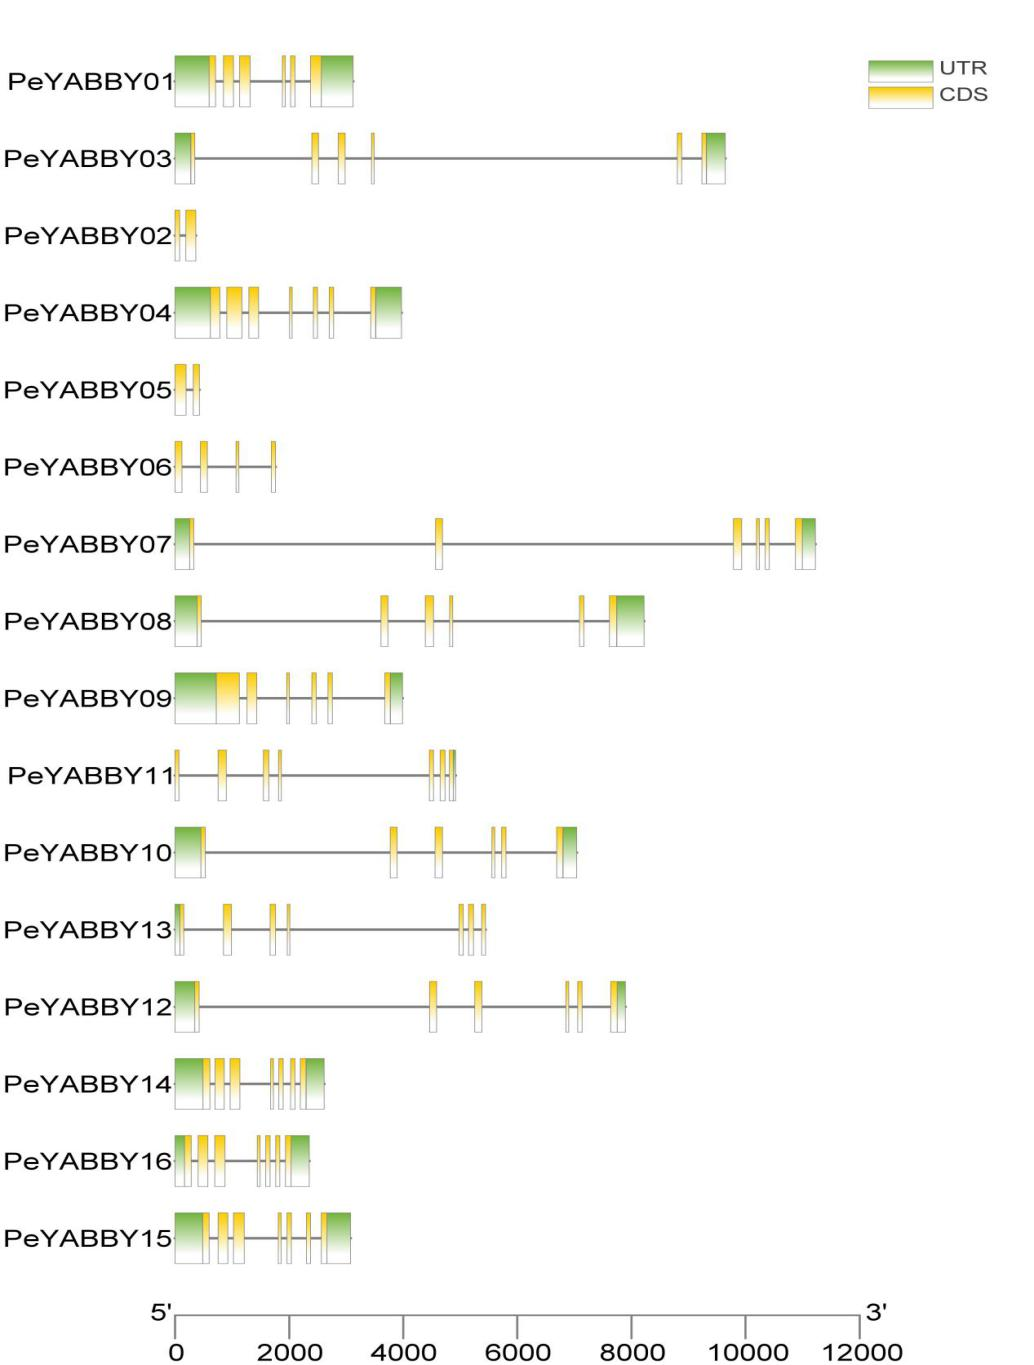 PeYABBY01
UTR
CDS
PeYABBY03
PeYABBY02
PeYABBY04
PeYABBY05
PeYABBY06
PeYABBY07
PeYABBY08
PeYABBY09
PeYABBY11
PeYABBY10
PeYABBY13
PeYABBY12
PeYABBY14
PeYABBY16
PeYABBY15
5' 3'
0 2000 4000 6000 8000 10000 12000